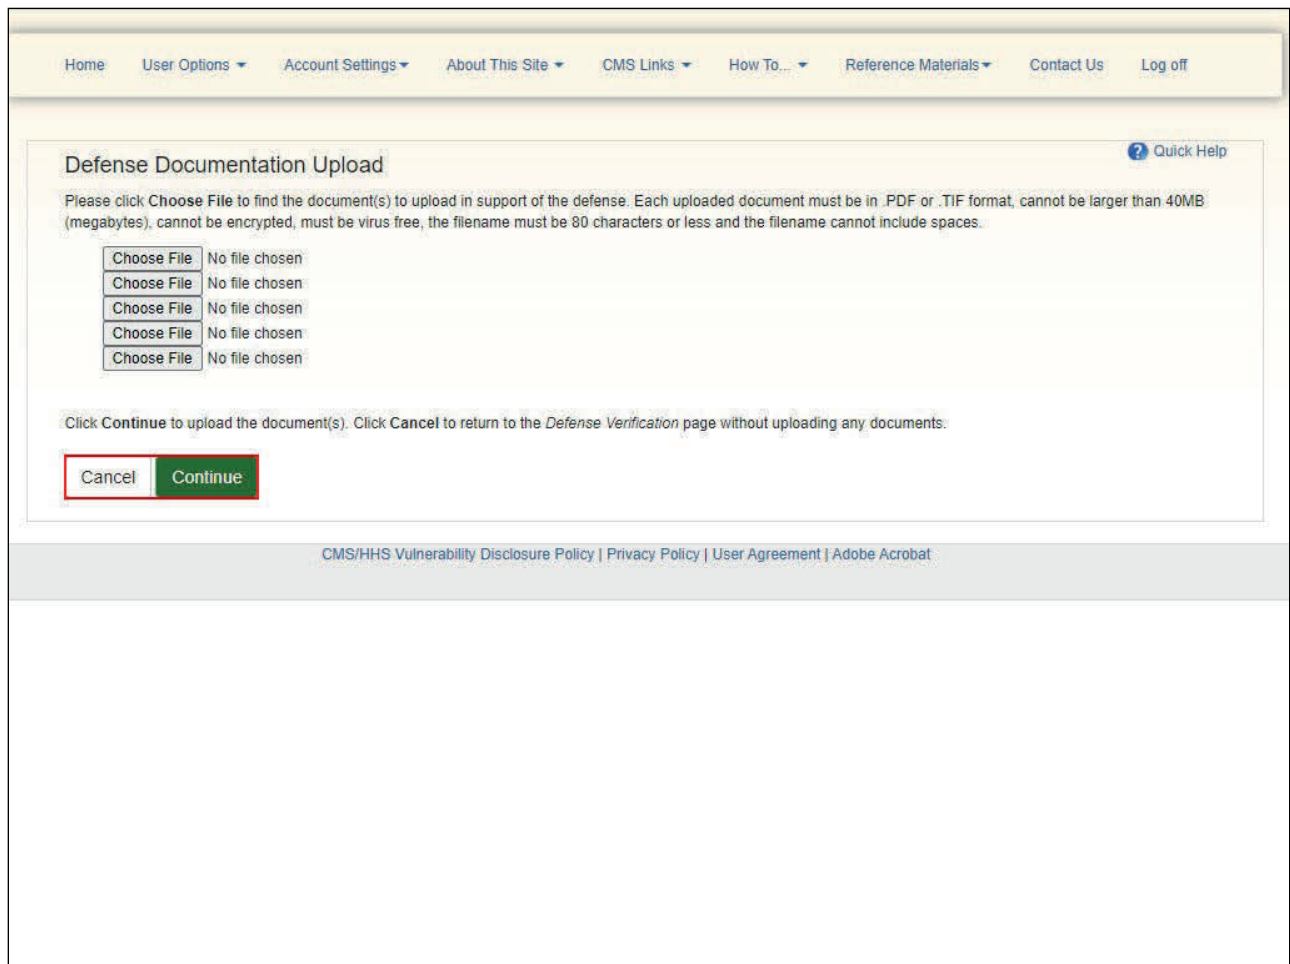 Home User Options Account Settings About This Site CMS Links How To... Reference Materials Contact Us Log off
Quick Help
Defense Documentation Upload
Please click Choose File to find the document(s) to upload in support of the defense. Each uploaded document must be in .PDF or .TIF format, cannot be larger than 40MB
(megabytes), cannot be encrypted, must be virus free, the filename must be 80 characters or less and the filename cannot include spaces.
Choose File No file chosen
Choose File No file chosen
Choose File No file chosen
Choose File No file chosen
Choose File No file chosen
Click Continue to upload the document(s). Click Cancel to return to the Defense Verification page without uploading any documents.
Cancel Continue
CMS/HHS Vulnerability Disclosure Policy | Privacy Policy | User Agreement | Adobe Acrobat